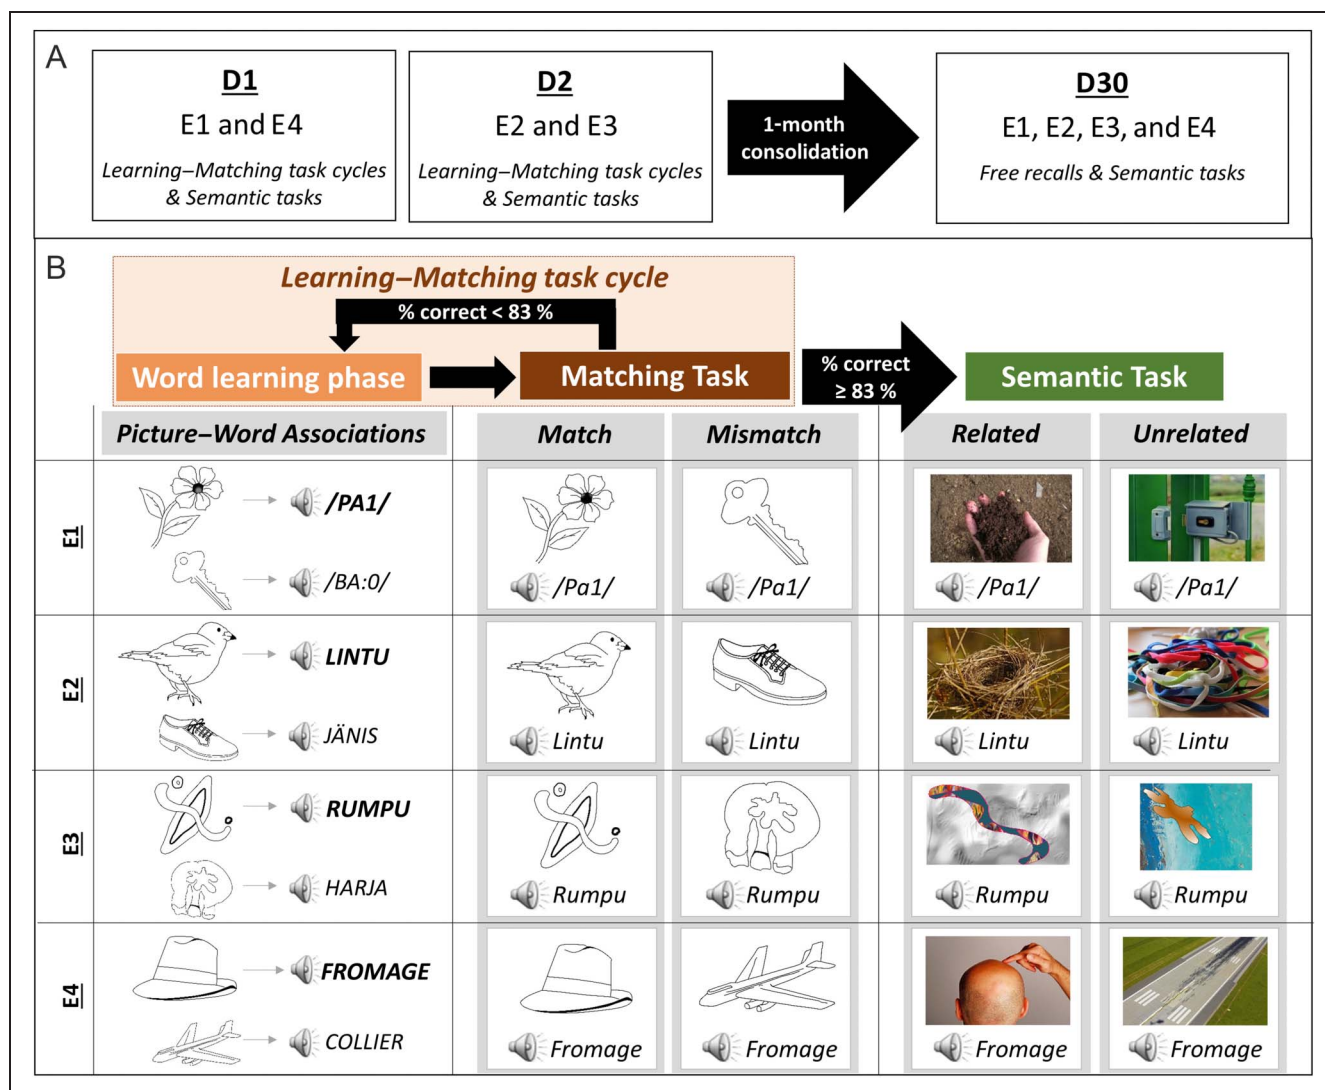 A
D1
E1 and E4
Learning–Matching task cycles
& Semantic tasks
D2
E2 and E3
Learning–Matching task cycles
& Semantic tasks
1-month
consolidation
D30
E1, E2, E3, and E4
Free recalls & Semantic tasks
B
Learning–Matching task cycle
% correct < 83 %
Word learning phase
Matching Task
% correct
≥ 83 %
Semantic Task
Picture–Word Associations
Match
Mismatch
Related
Unrelated
E1
/PA1/
/BA:0/
/Pa1/
/Pa1/
/Pa1/
/Pa1/
E2
LINTU
JÄNIS
Lintu
Lintu
Lintu
Lintu
E3
RUMPU
HARJA
Rumpu
Rumpu
Rumpu
Rumpu
E4
FROMAGE
COLLIER
Fromage
Fromage
Fromage
Fromage